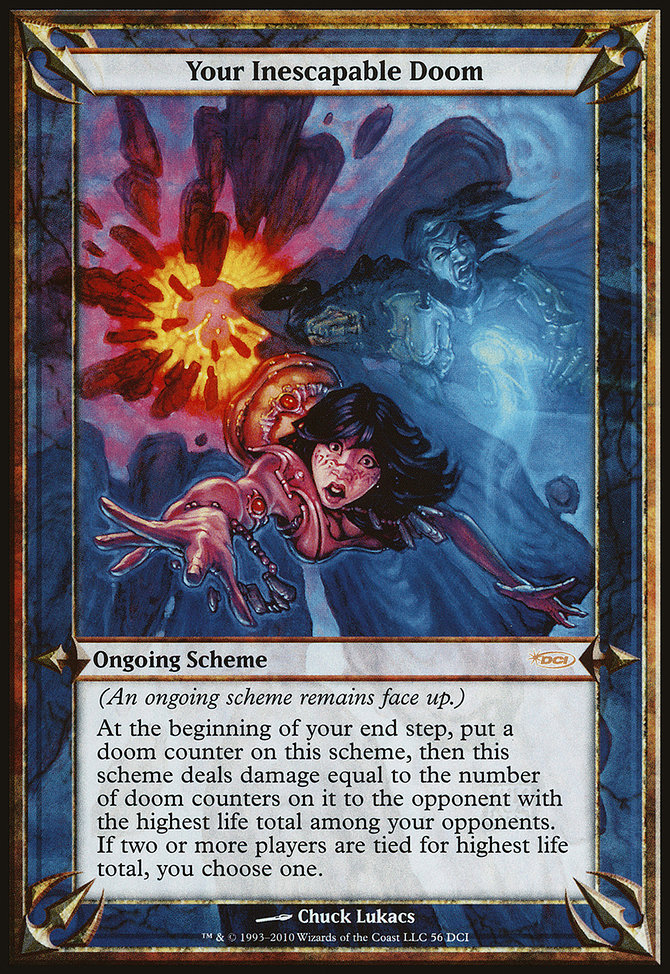 Your Inescapable Doom
Ongoing Scheme
DCI
(An ongoing scheme remains face up.)
At the beginning of your end step, put a
doom counter on this scheme, then this
scheme deals damage equal to the number
of doom counters on it to the opponent with
the highest life total among your opponents.
If two or more players are tied for highest life
total, you choose one.
Chuck Lukacs
™ & © 1993–2010 Wizards of the Coast LLC 56 DCI